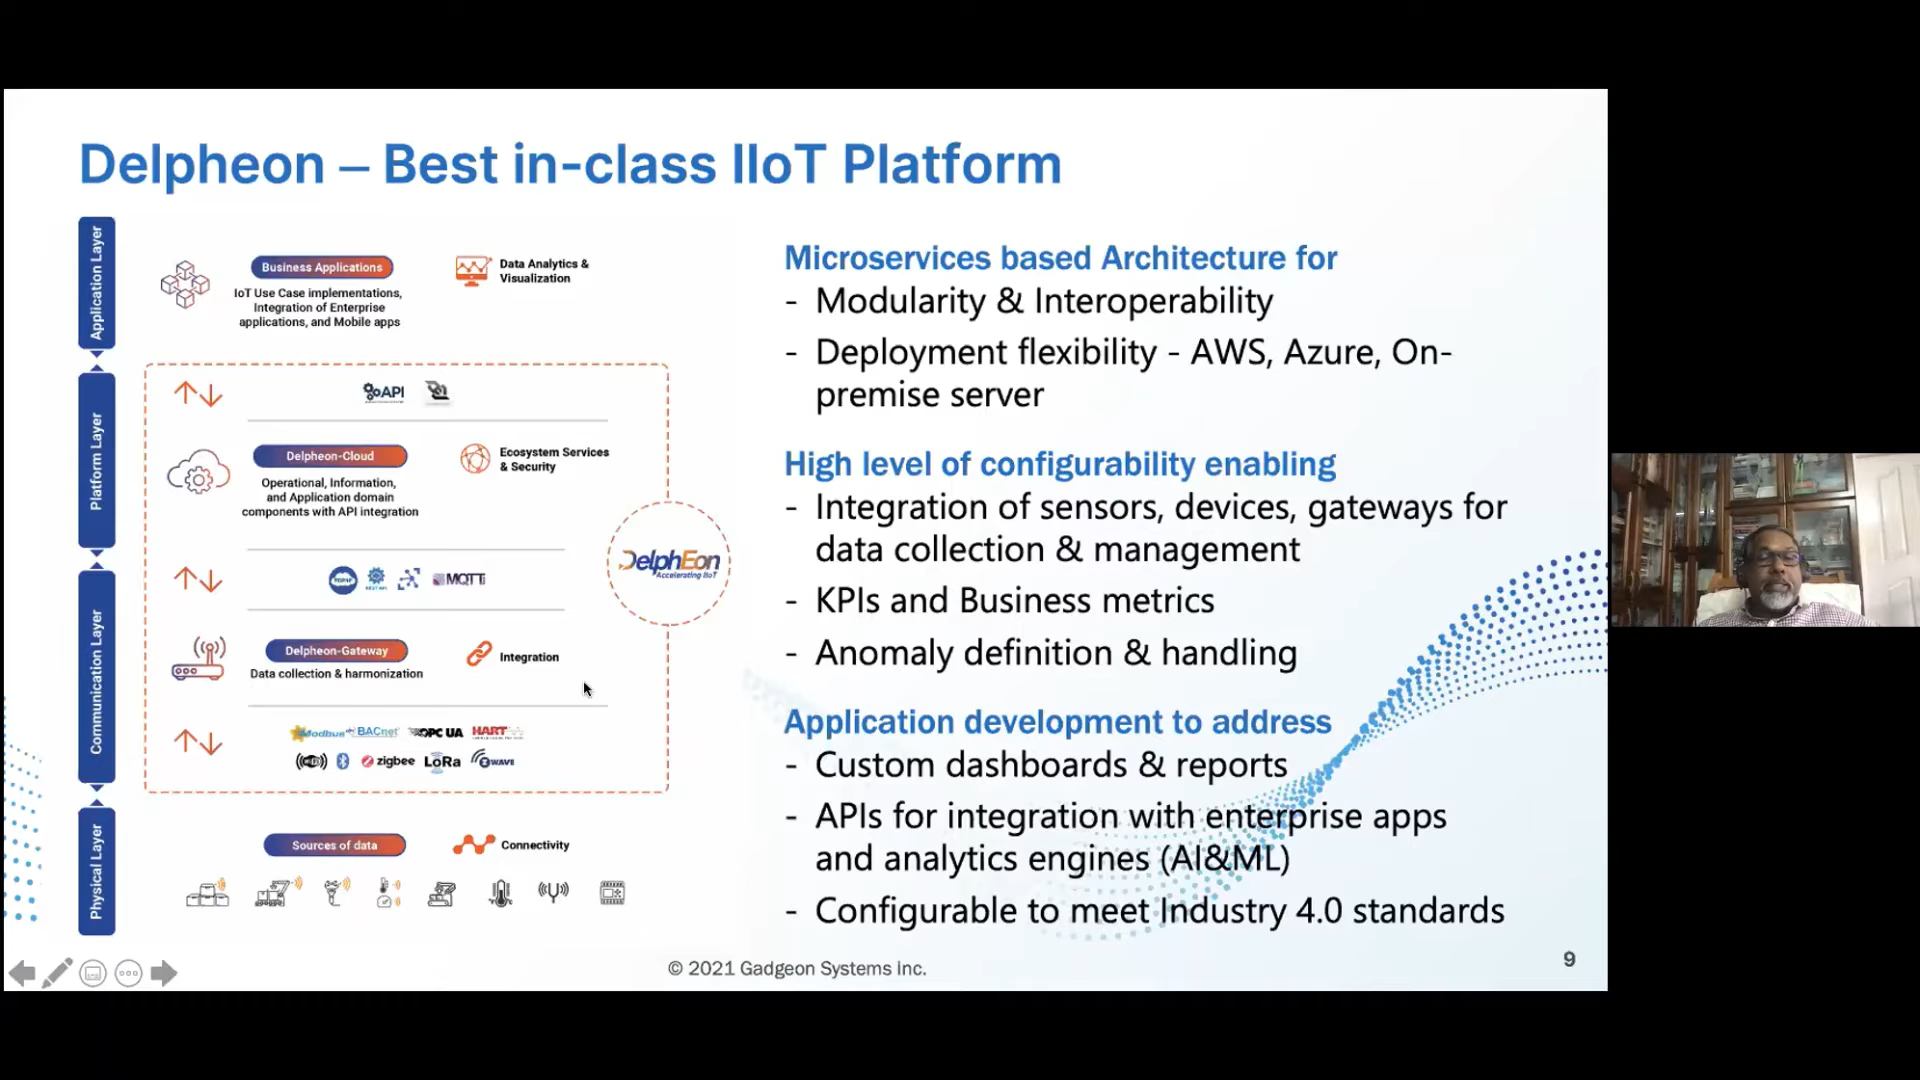 Delpheon – Best in-class IIoT Platform
Application Layer
Business Applications
IoT Use Case implementations,
Integration of Enterprise
applications, and Mobile apps
Data Analytics &
Visualization
Platform Layer
API
Delpheon-Cloud
Operational, Information,
and Application domain
components with API integration
Ecosystem Services
& Security
DelphEon
Accelerating IIoT
Communication Layer
TCP/IP
REST API
MQTT
Delpheon-Gateway
Data collection & harmonization
Integration
Modbus BACnet OPC UA HART
WiFi zigbee LoRa Z WAVE
Physical Layer
Sources of data
Connectivity
Microservices based Architecture for
- Modularity & Interoperability
- Deployment flexibility - AWS, Azure, On-
premise server
High level of configurability enabling
- Integration of sensors, devices, gateways for
data collection & management
- KPIs and Business metrics
- Anomaly definition & handling
Application development to address
- Custom dashboards & reports
- APIs for integration with enterprise apps
and analytics engines (AI&ML)
- Configurable to meet Industry 4.0 standards
© 2021 Gadgeon Systems Inc.
9